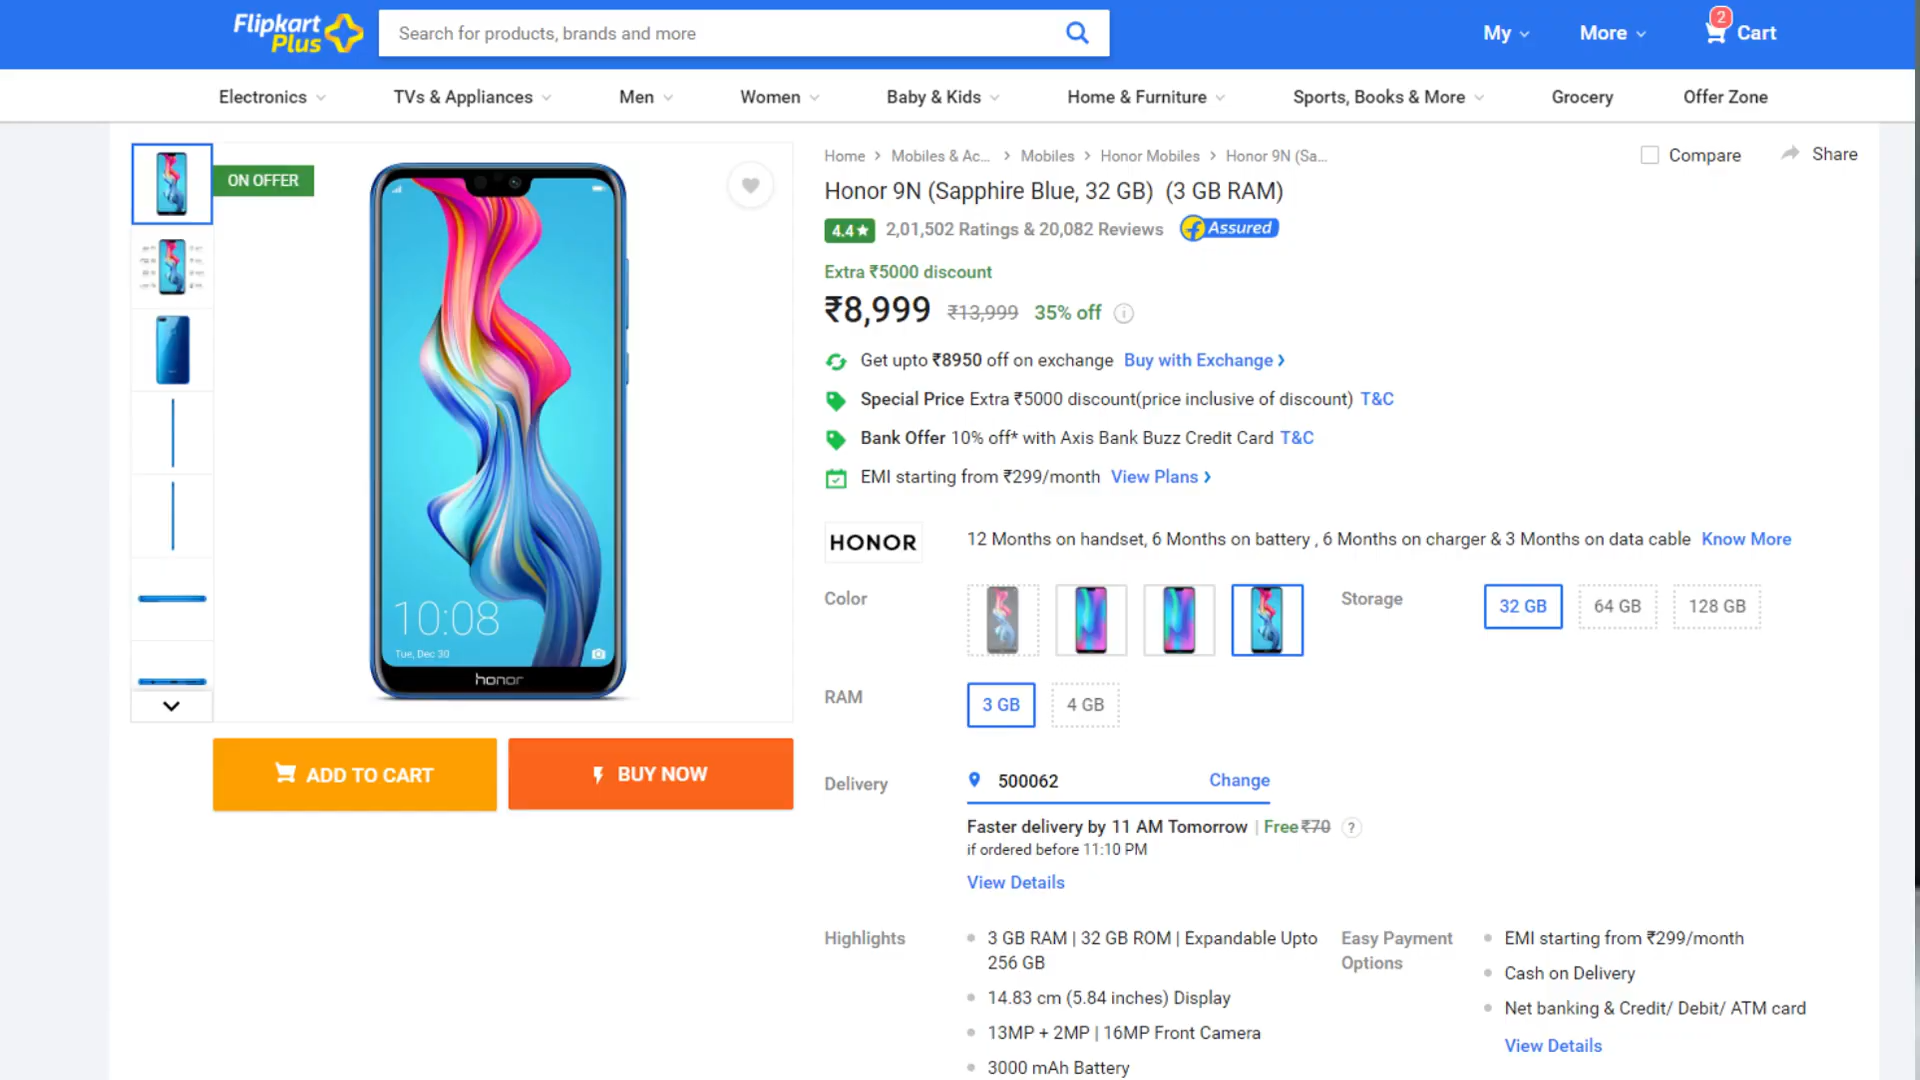 Flipkart
Plus
Search for products, brands and more
My
More
2
Cart
Electronics
TVs & Appliances
Men
Women
Baby & Kids
Home & Furniture
Sports, Books & More
Grocery
Offer Zone
ON OFFER
10:08
Tue, Dec 30
honor
ADD TO CART
BUY NOW
Home > Mobiles & Ac... > Mobiles > Honor Mobiles > Honor 9N (Sa...
Compare
Share
Honor 9N (Sapphire Blue, 32 GB) (3 GB RAM)
4.4★ 2,01,502 Ratings & 20,082 Reviews Assured
Extra ₹5000 discount
₹8,999 ₹13,999 35% off
Get upto ₹8950 off on exchange Buy with Exchange >
Special Price Extra ₹5000 discount(price inclusive of discount) T&C
Bank Offer 10% off* with Axis Bank Buzz Credit Card T&C
EMI starting from ₹299/month View Plans >
HONOR
12 Months on handset, 6 Months on battery , 6 Months on charger & 3 Months on data cable Know More
Color
Storage
32 GB
64 GB
128 GB
RAM
3 GB
4 GB
Delivery
500062
Change
Faster delivery by 11 AM Tomorrow | Free ₹70 ?
if ordered before 11:10 PM
View Details
Highlights
3 GB RAM | 32 GB ROM | Expandable Upto
256 GB
14.83 cm (5.84 inches) Display
13MP + 2MP | 16MP Front Camera
3000 mAh Battery
Easy Payment
Options
EMI starting from ₹299/month
Cash on Delivery
Net banking & Credit/ Debit/ ATM card
View Details